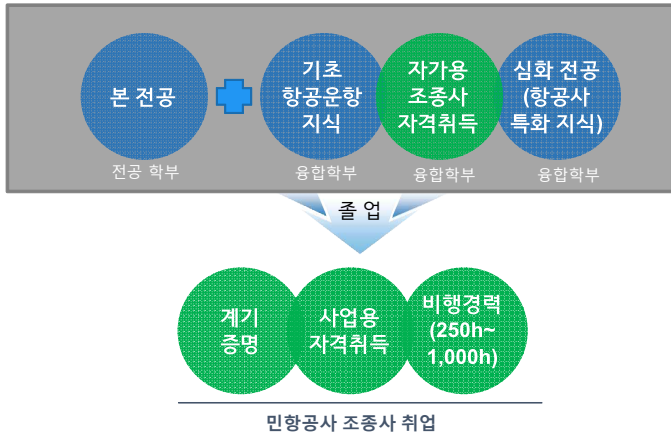 본 전공
기초
항공운항
지식
자가용
조종사
자격취득
심화 전공
(항공사
특화 지식)
전공 학부
융합학부
융합학부
융합학부
졸 업
계기
증명
사업용
자격취득
비행경력
(250h~
1,000h)
민항공사 조종사 취업